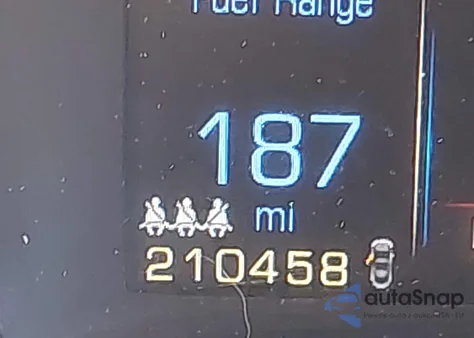 Fuel Range
187
mi
210458
autoSnap